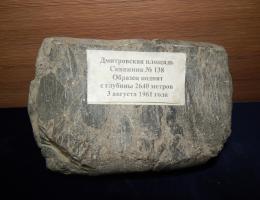 Дмитровская площадь
Скважина № 138
Образец поднят
с глубины 2640 метров
3 августа 1961 года